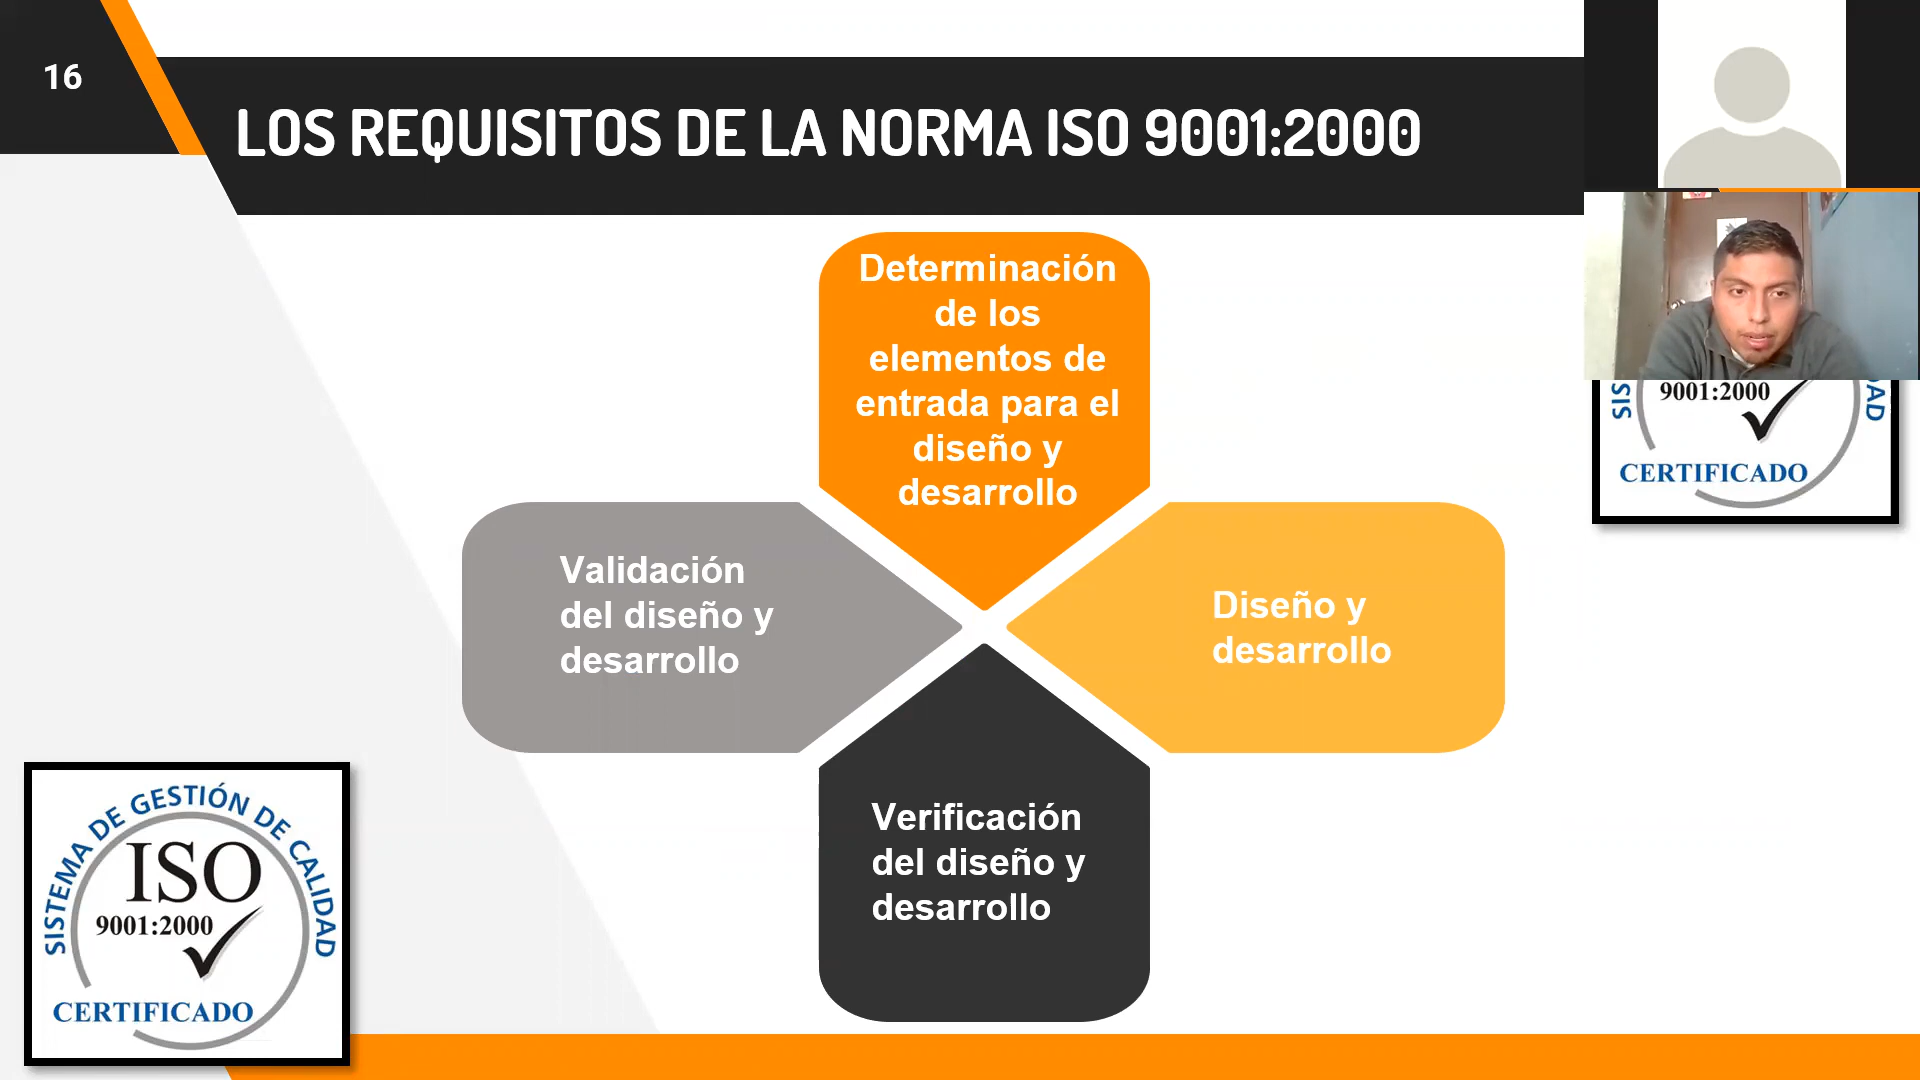 16
LOS REQUISITOS DE LA NORMA ISO 9001:2000
Determinación
de los
elementos de
entrada para el
diseño y
desarrollo
Validación
del diseño y
desarrollo
Diseño y
desarrollo
Verificación
del diseño y
desarrollo
SIS
AD
9001:2000
CERTIFICADO
SISTEMA DE GESTIÓN DE CALIDAD
ISO
9001:2000
CERTIFICADO